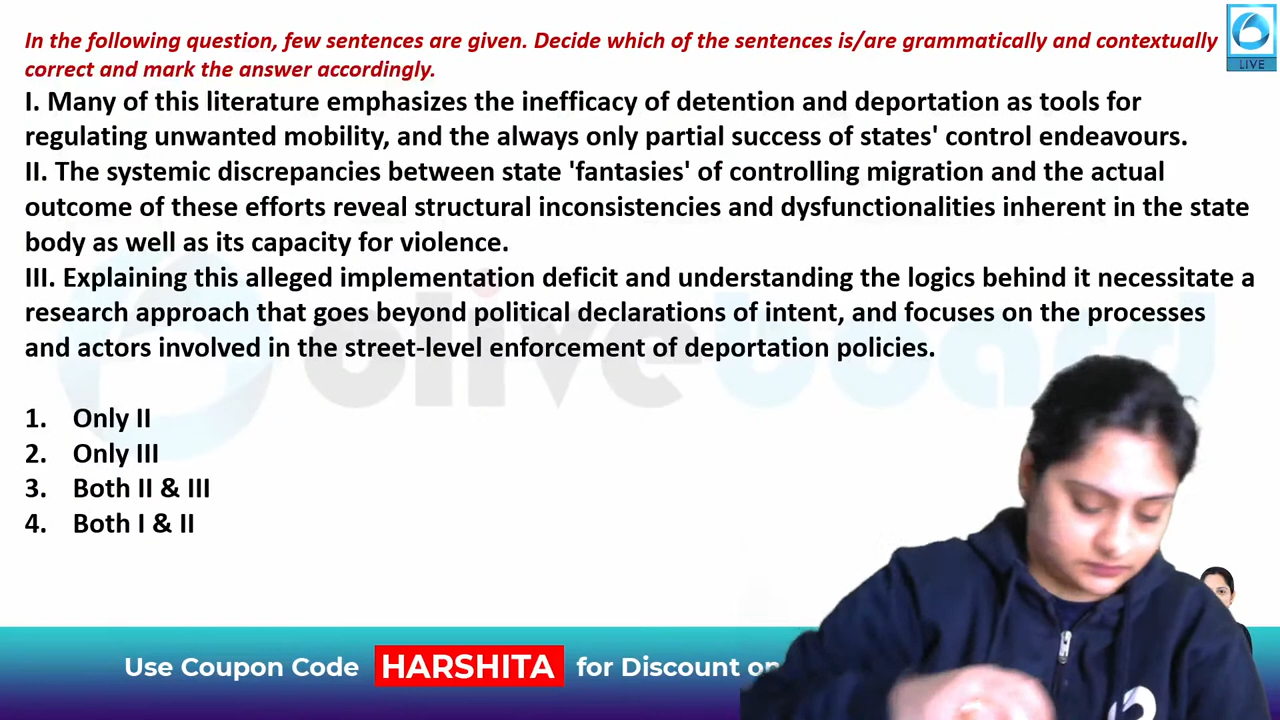 In the following question, few sentences are given. Decide which of the sentences is/are grammatically and contextually
correct and mark the answer accordingly.
LIVE
I. Many of this literature emphasizes the inefficacy of detention and deportation as tools for
regulating unwanted mobility, and the always only partial success of states' control endeavours.
II. The systemic discrepancies between state 'fantasies' of controlling migration and the actual
outcome of these efforts reveal structural inconsistencies and dysfunctionalities inherent in the state
body as well as its capacity for violence.
III. Explaining this alleged implementation deficit and understanding the logics behind it necessitate a
research approach that goes beyond political declarations of intent, and focuses on the processes
and actors involved in the street-level enforcement of deportation policies.
oliveboard
1. Only II
2. Only III
3. Both II & III
4. Both I & II
Use Coupon Code HARSHITA for Discount on